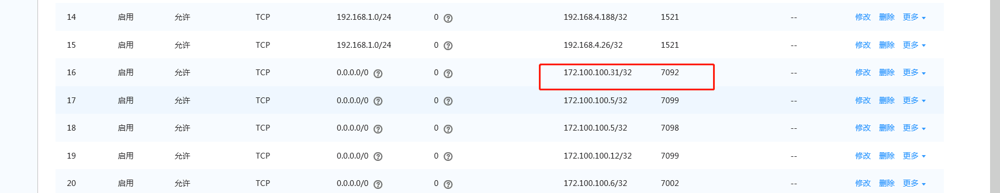 14 启用 允许 TCP 192.168.1.0/24 0 192.168.4.188/32 1521 -- 修改 删除 更多
15 启用 允许 TCP 192.168.1.0/24 0 192.168.4.26/32 1521 -- 修改 删除 更多
16 启用 允许 TCP 0.0.0.0/0 0 172.100.100.31/32 7092 -- 修改 删除 更多
17 启用 允许 TCP 0.0.0.0/0 0 172.100.100.5/32 7099 -- 修改 删除 更多
18 启用 允许 TCP 0.0.0.0/0 0 172.100.100.5/32 7098 -- 修改 删除 更多
19 启用 允许 TCP 0.0.0.0/0 0 172.100.100.12/32 7099 -- 修改 删除 更多
20 启用 允许 TCP 0.0.0.0/0 0 172.100.100.6/32 7002 -- 修改 删除 更多